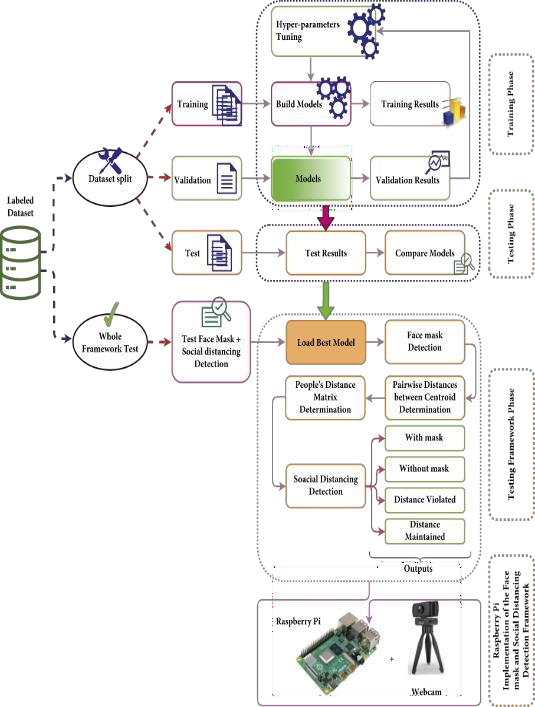 Hyper-parameters
Tuning
Training
Build Models
Training Results
Training Phase
Dataset split
Validation
Models
Validation Results
Labeled
Dataset
Test
Test Results
Compare Models
Testing Phase
Whole
Framework Test
Test Face Mask +
Social distancing
Detection
Load Best Model
Face mask
Detection
People's Distance
Matrix
Determination
Pairwise Distances
between Centroid
Determination
Soacial Distancing
Detection
With mask
Without mask
Distance Violated
Distance
Maintained
Testing Framework Phase
Outputs
Raspberry Pi
+
Webcam
Raspberry Pi
Implementation of the Face
mask and Social Distancing
Detection Framework